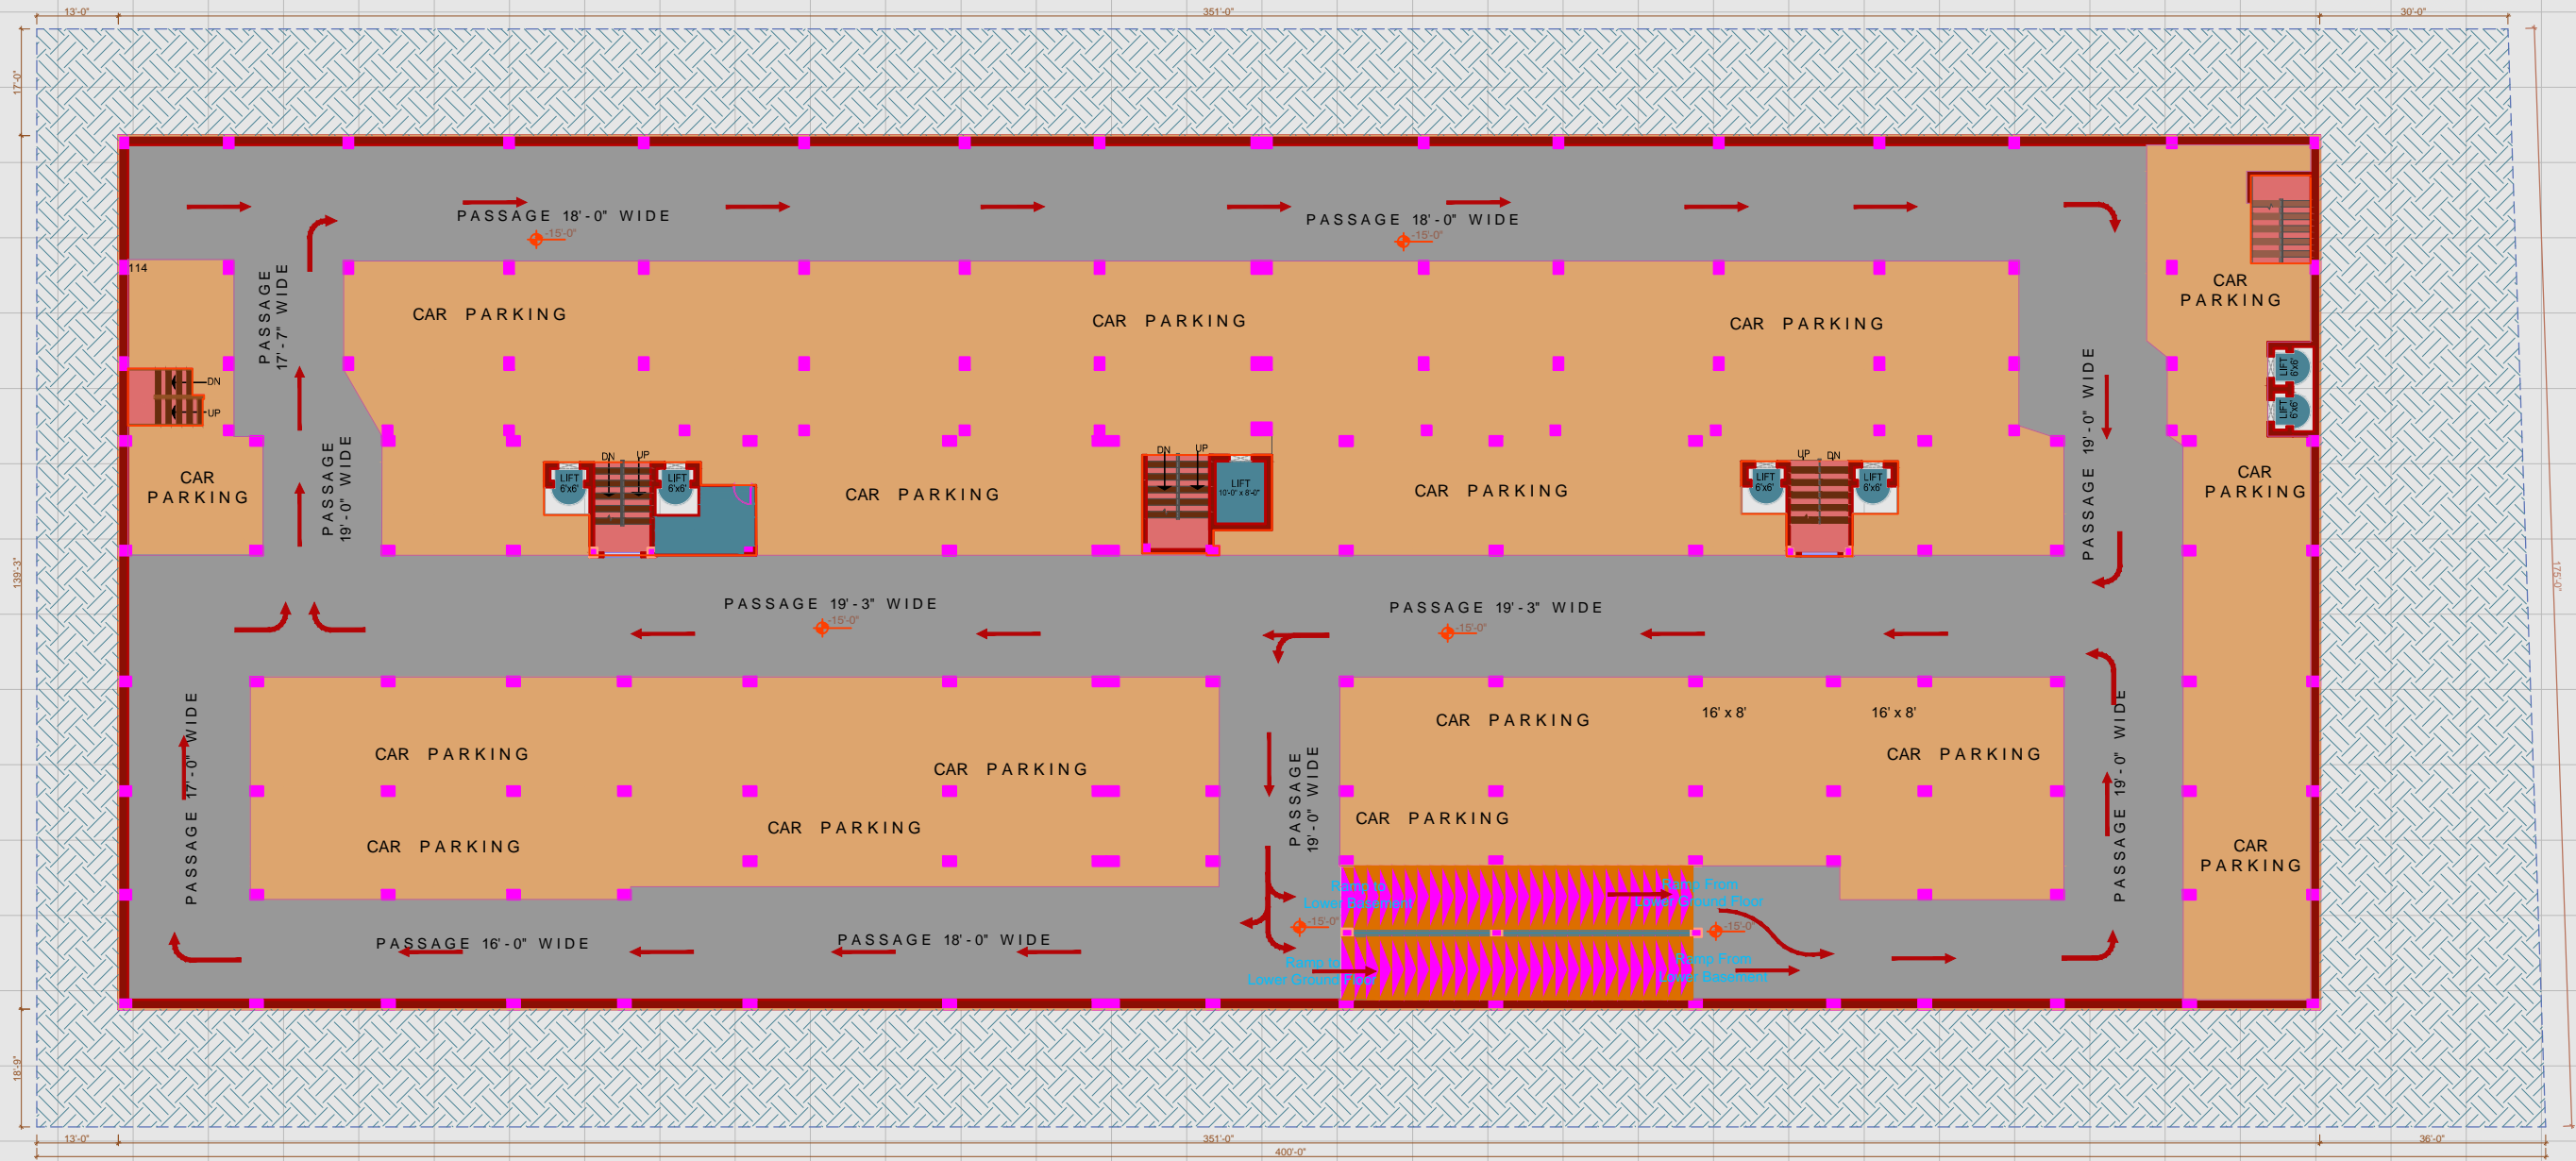 13'-0"
351'-0"
30'-0"
17'-0"
PASSAGE 18'-0" WIDE
-15'-0"
PASSAGE 18'-0" WIDE
-15'-0"
114
PASSAGE
17'-7" WIDE
CAR PARKING
CAR PARKING
CAR PARKING
CAR
PARKING
LIFT
6'x6'
LIFT
6'x6'
DN
UP
PASSAGE
19'-0" WIDE
PASSAGE 19'-0" WIDE
CAR
PARKING
DN
UP
LIFT
6'x6'
LIFT
6'x6'
CAR PARKING
DN
UP
LIFT
10'-0" x 8'-0"
CAR PARKING
UP
DN
LIFT
6'x6'
LIFT
6'x6'
CAR
PARKING
139'-3"
175'-0"
PASSAGE 19'-3" WIDE
-15'-0"
PASSAGE 19'-3" WIDE
-15'-0"
PASSAGE 17'-0" WIDE
CAR PARKING
CAR PARKING
CAR PARKING
CAR PARKING
PASSAGE
19'-0" WIDE
CAR PARKING
16' x 8'
16' x 8'
CAR PARKING
CAR PARKING
PASSAGE 19'-0" WIDE
CAR
PARKING
Ramp to
Lower Basement
Ramp From
Lower Ground Floor
-15'-0"
-15'-0"
PASSAGE 16'-0" WIDE
PASSAGE 18'-0" WIDE
Ramp to
Lower Ground Floor
Ramp From
Lower Basement
18'-9"
13'-0"
351'-0"
36'-0"
400'-0"